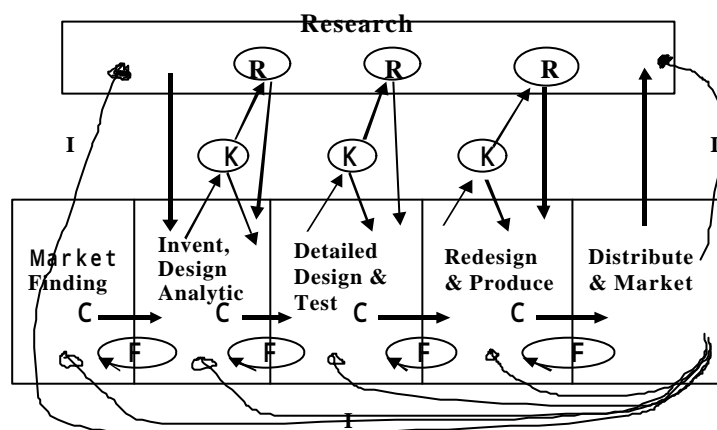 Research
R R R
I I
K K K
Market
Finding
Invent,
Design
Analytic
Detailed
Design &
Test
Redesign
& Produce
Distribute
& Market
C C C C
F F F F
I